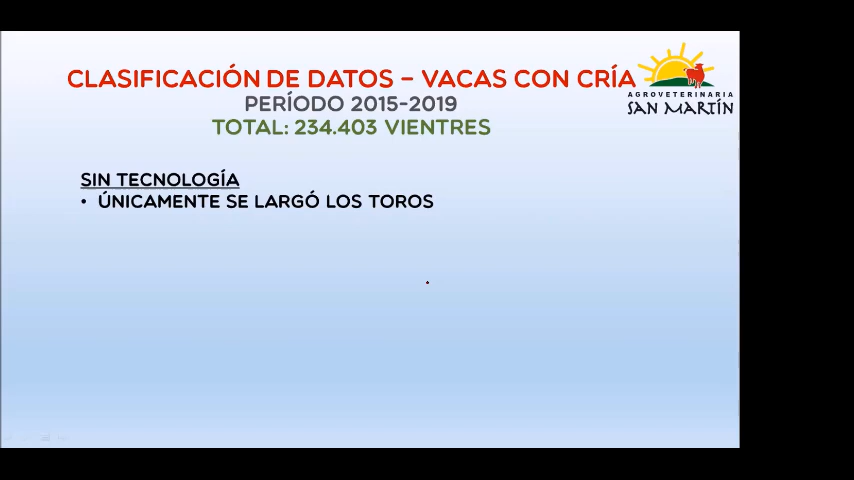 CLASIFICACIÓN DE DATOS – VACAS CON CRÍA
PERÍODO 2015-2019
TOTAL: 234.403 VIENTRES
AGROVETERINARIA
SAN MARTÍN
SIN TECNOLOGÍA
• ÚNICAMENTE SE LARGÓ LOS TOROS